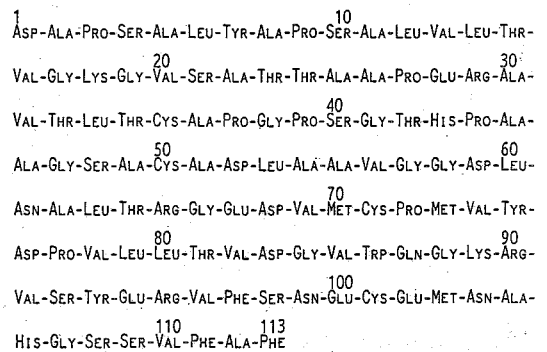 1 10
ASP-ALA-PRO-SER-ALA-LEU-TYR-ALA-PRO-SER-ALA-LEU-VAL-LEU-THR-
20 30
VAL-GLY-LYS-GLY-VAL-SER-ALA-THR-THR-ALA-ALA-PRO-GLU-ARG-ALA-
40
VAL-THR-LEU-THR-CYS-ALA-PRO-GLY-PRO-SER-GLY-THR-HIS-PRO-ALA-
50 60
ALA-GLY-SER-ALA-CYS-ALA-ASP-LEU-ALA-ALA-VAL-GLY-GLY-ASP-LEU-
70
ASN-ALA-LEU-THR-ARG-GLY-GLU-ASP-VAL-MET-CYS-PRO-MET-VAL-TYR-
80 90
ASP-PRO-VAL-LEU-LEU-THR-VAL-ASP-GLY-VAL-TRP-GLN-GLY-LYS-ARG-
100
VAL-SER-TYR-GLU-ARG-VAL-PHE-SER-ASN-GLU-CYS-GLU-MET-ASN-ALA-
110 113
HIS-GLY-SER-SER-VAL-PHE-ALA-PHE